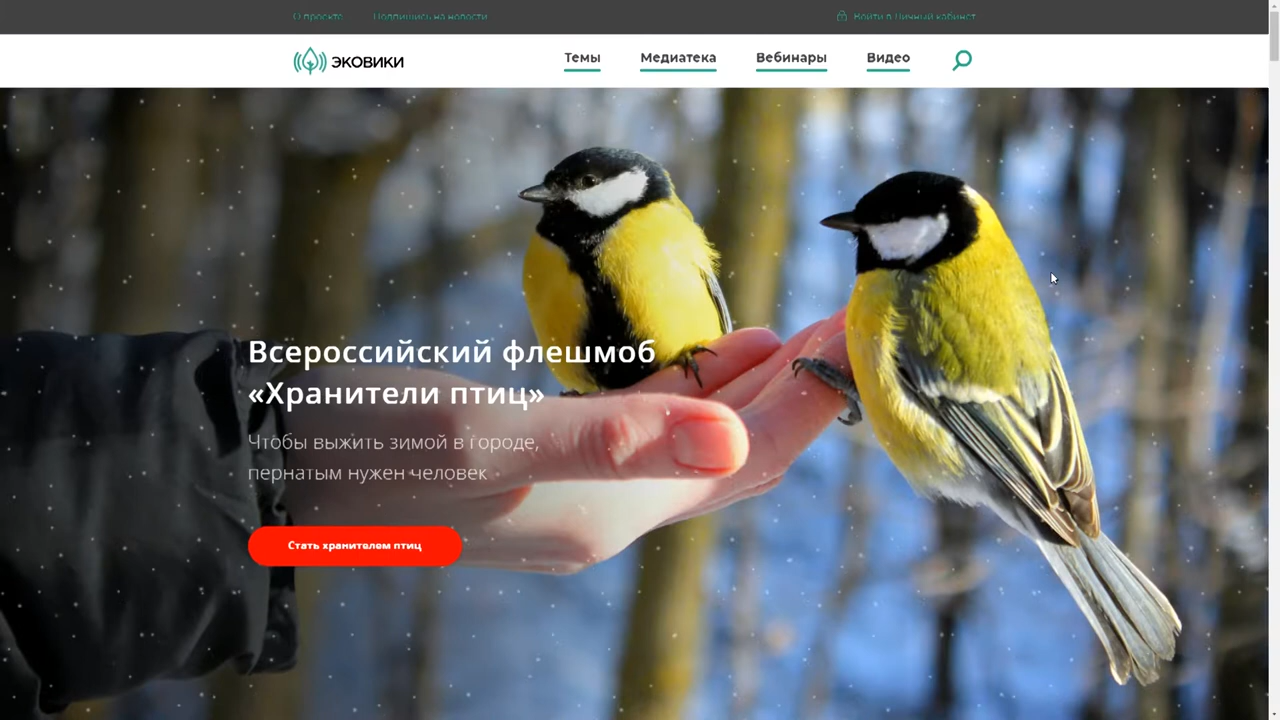 О проекте
Подпишись на новости
Войти в Личный кабинет
ЭКОВИКИ
Темы
Медиатека
Вебинары
Видео
Всероссийский флешмоб
«Хранители птиц»
Чтобы выжить зимой в городе,
пернатым нужен человек
Стать хранителем птиц